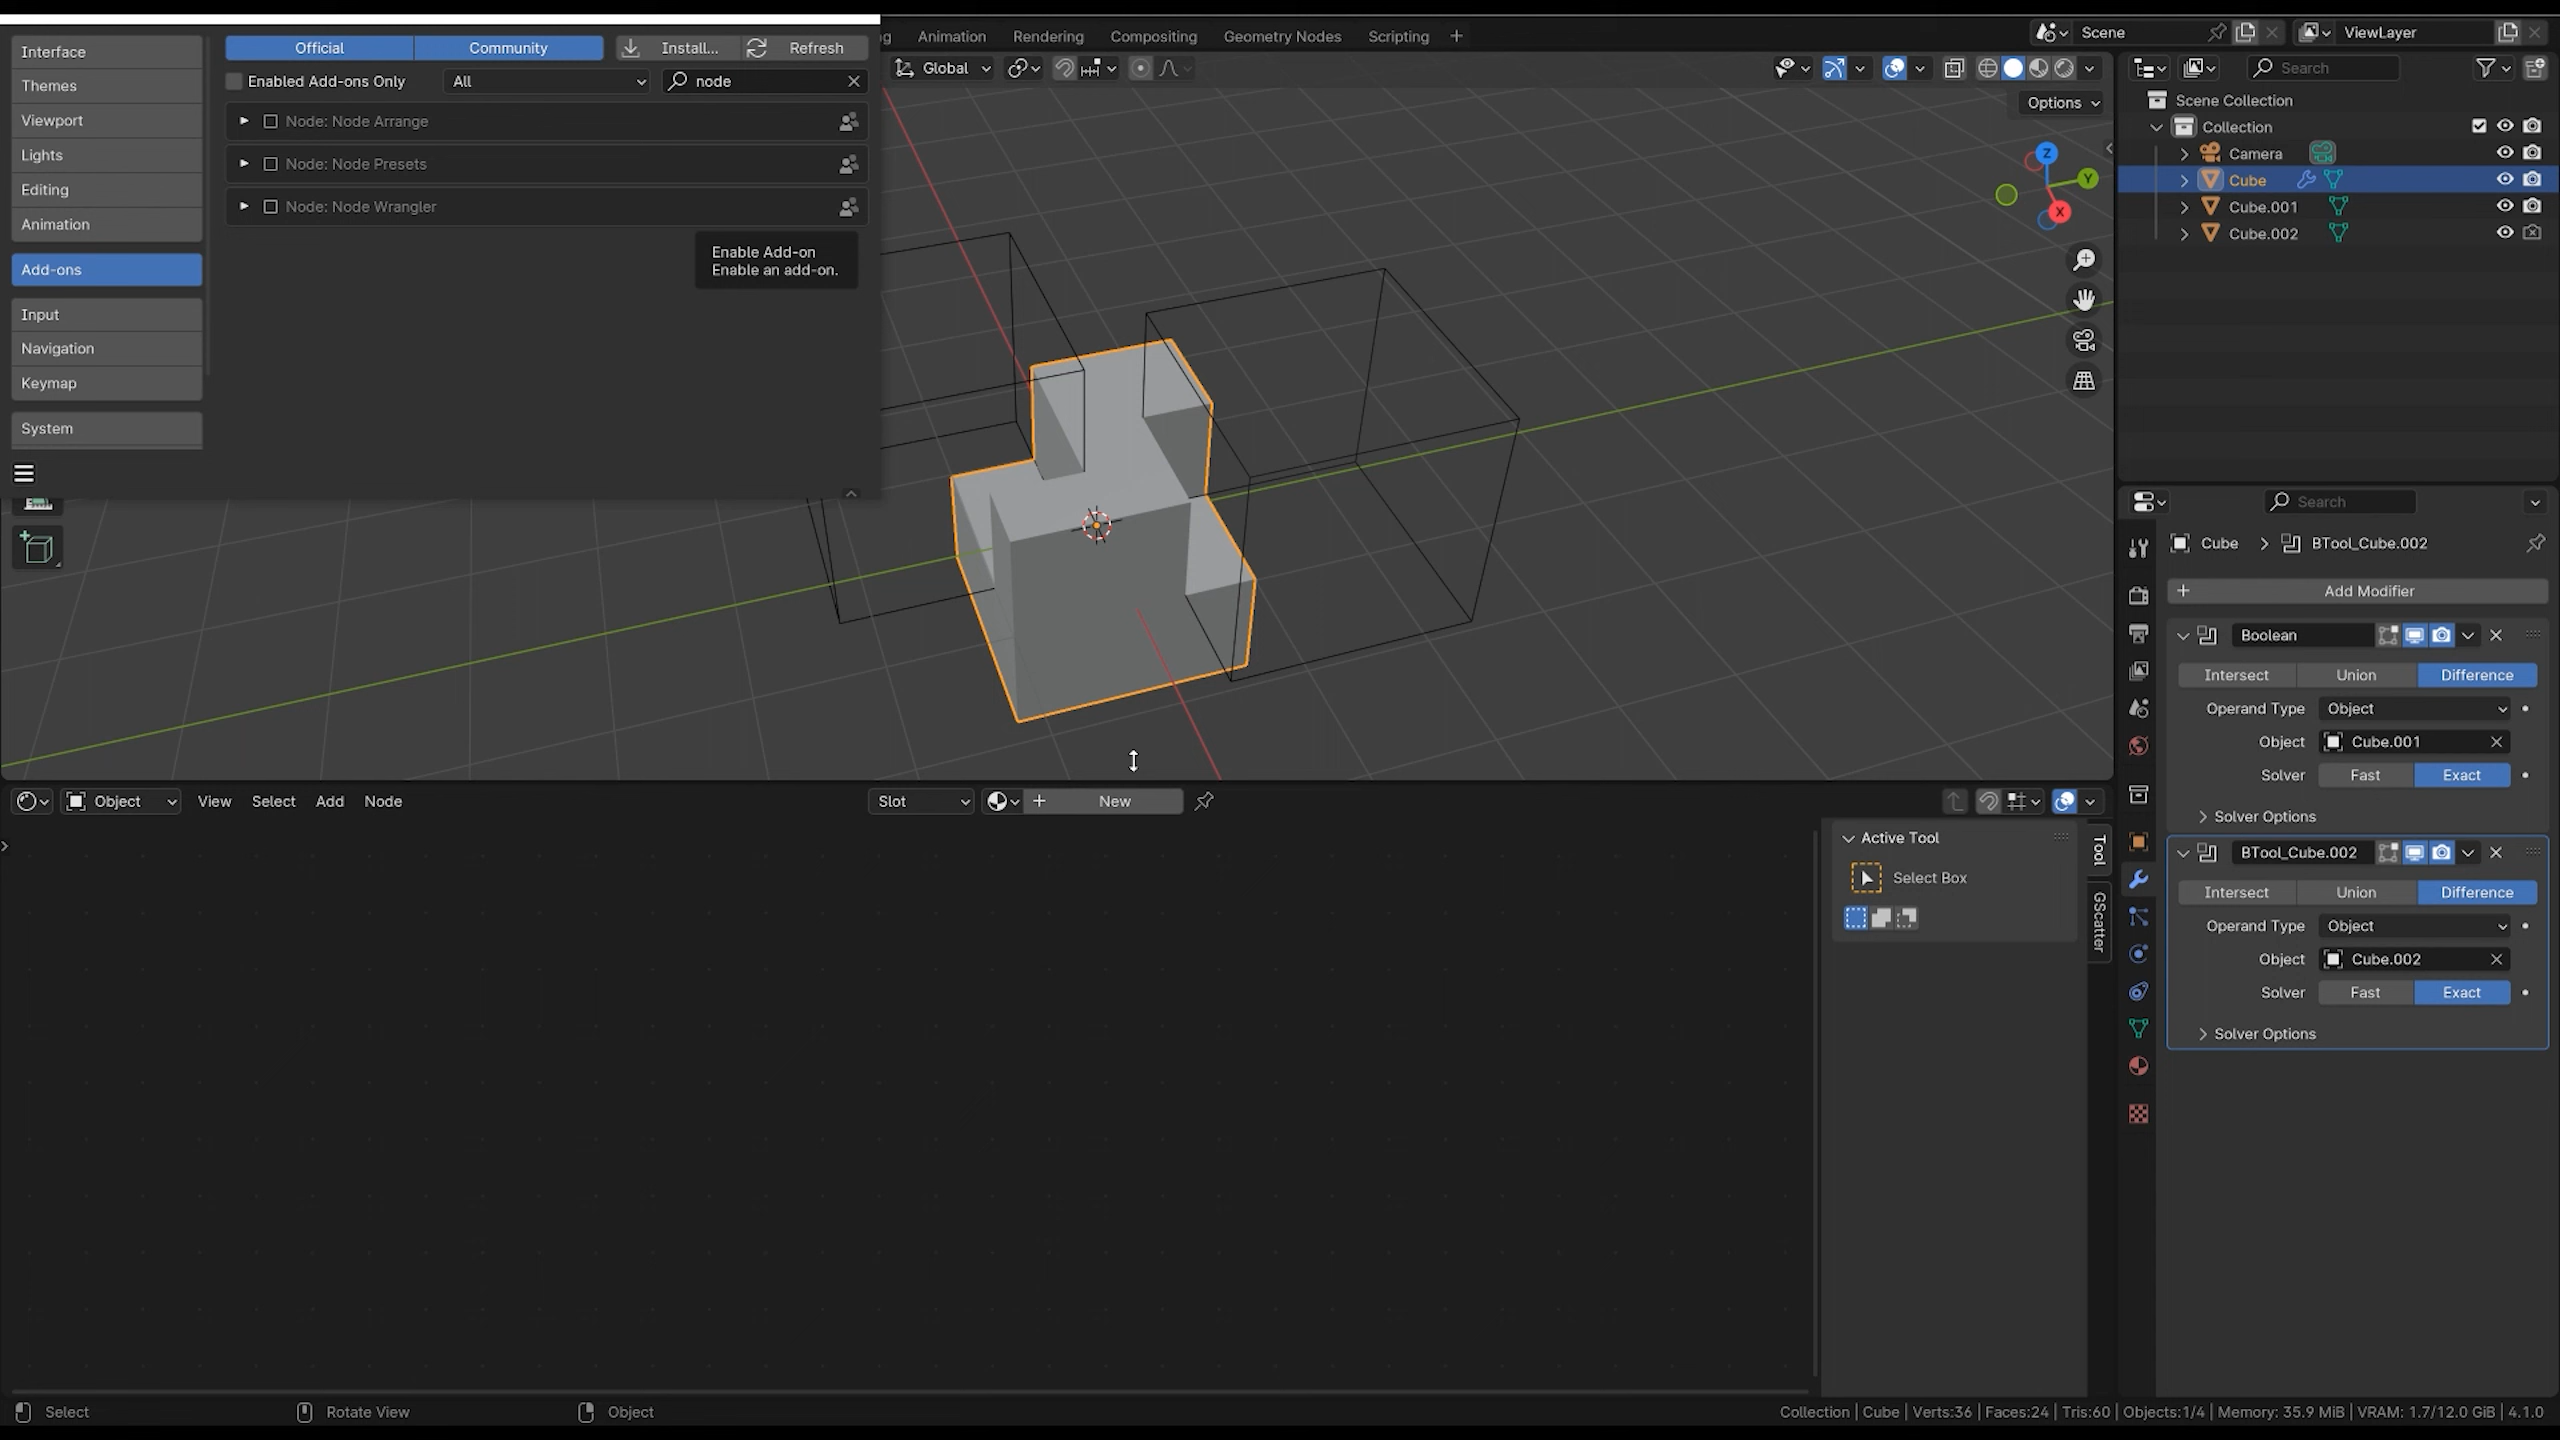 Interface
Themes
Viewport
Lights
Editing
Animation
Add-ons
Input
Navigation
Keymap
System
Official
Community
Install...
Refresh
Enabled Add-ons Only
All
node
Node: Node Arrange
Node: Node Presets
Node: Node Wrangler
Enable Add-on
Enable an add-on.
Animation
Rendering
Compositing
Geometry Nodes
Scripting
+
Global
Options
Z
Y
X
Scene
ViewLayer
Search
Scene Collection
Collection
Camera
Cube
Cube.001
Cube.002
Search
Cube
BTool_Cube.002
Add Modifier
Boolean
Intersect
Union
Difference
Operand Type
Object
Object
Cube.001
Solver
Fast
Exact
Solver Options
BTool_Cube.002
Intersect
Union
Difference
Operand Type
Object
Object
Cube.002
Solver
Fast
Exact
Solver Options
Object
View
Select
Add
Node
Slot
New
Active Tool
Select Box
Tool
GScatter
Select
Rotate View
Object
Collection | Cube | Verts:36 | Faces:24 | Tris:60 | Objects:1/4 | Memory: 35.9 MiB | VRAM: 1.7/12.0 GiB | 4.1.0